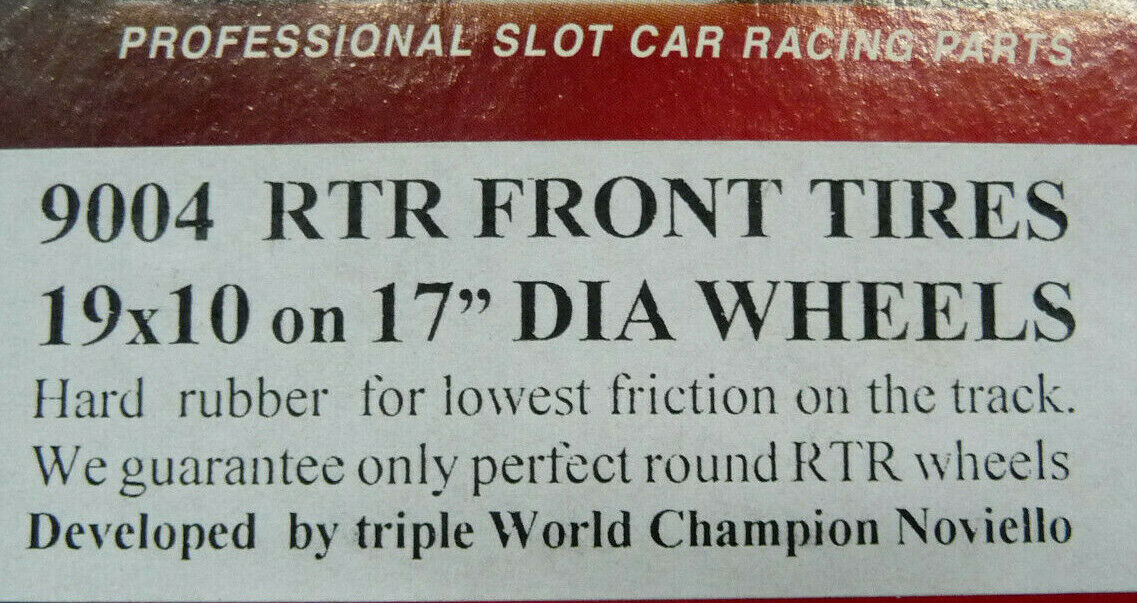 PROFESSIONAL SLOT CAR RACING PARTS
9004 RTR FRONT TIRES
19x10 on 17” DIA WHEELS
Hard rubber for lowest friction on the track.
We guarantee only perfect round RTR wheels
Developed by triple World Champion Noviello